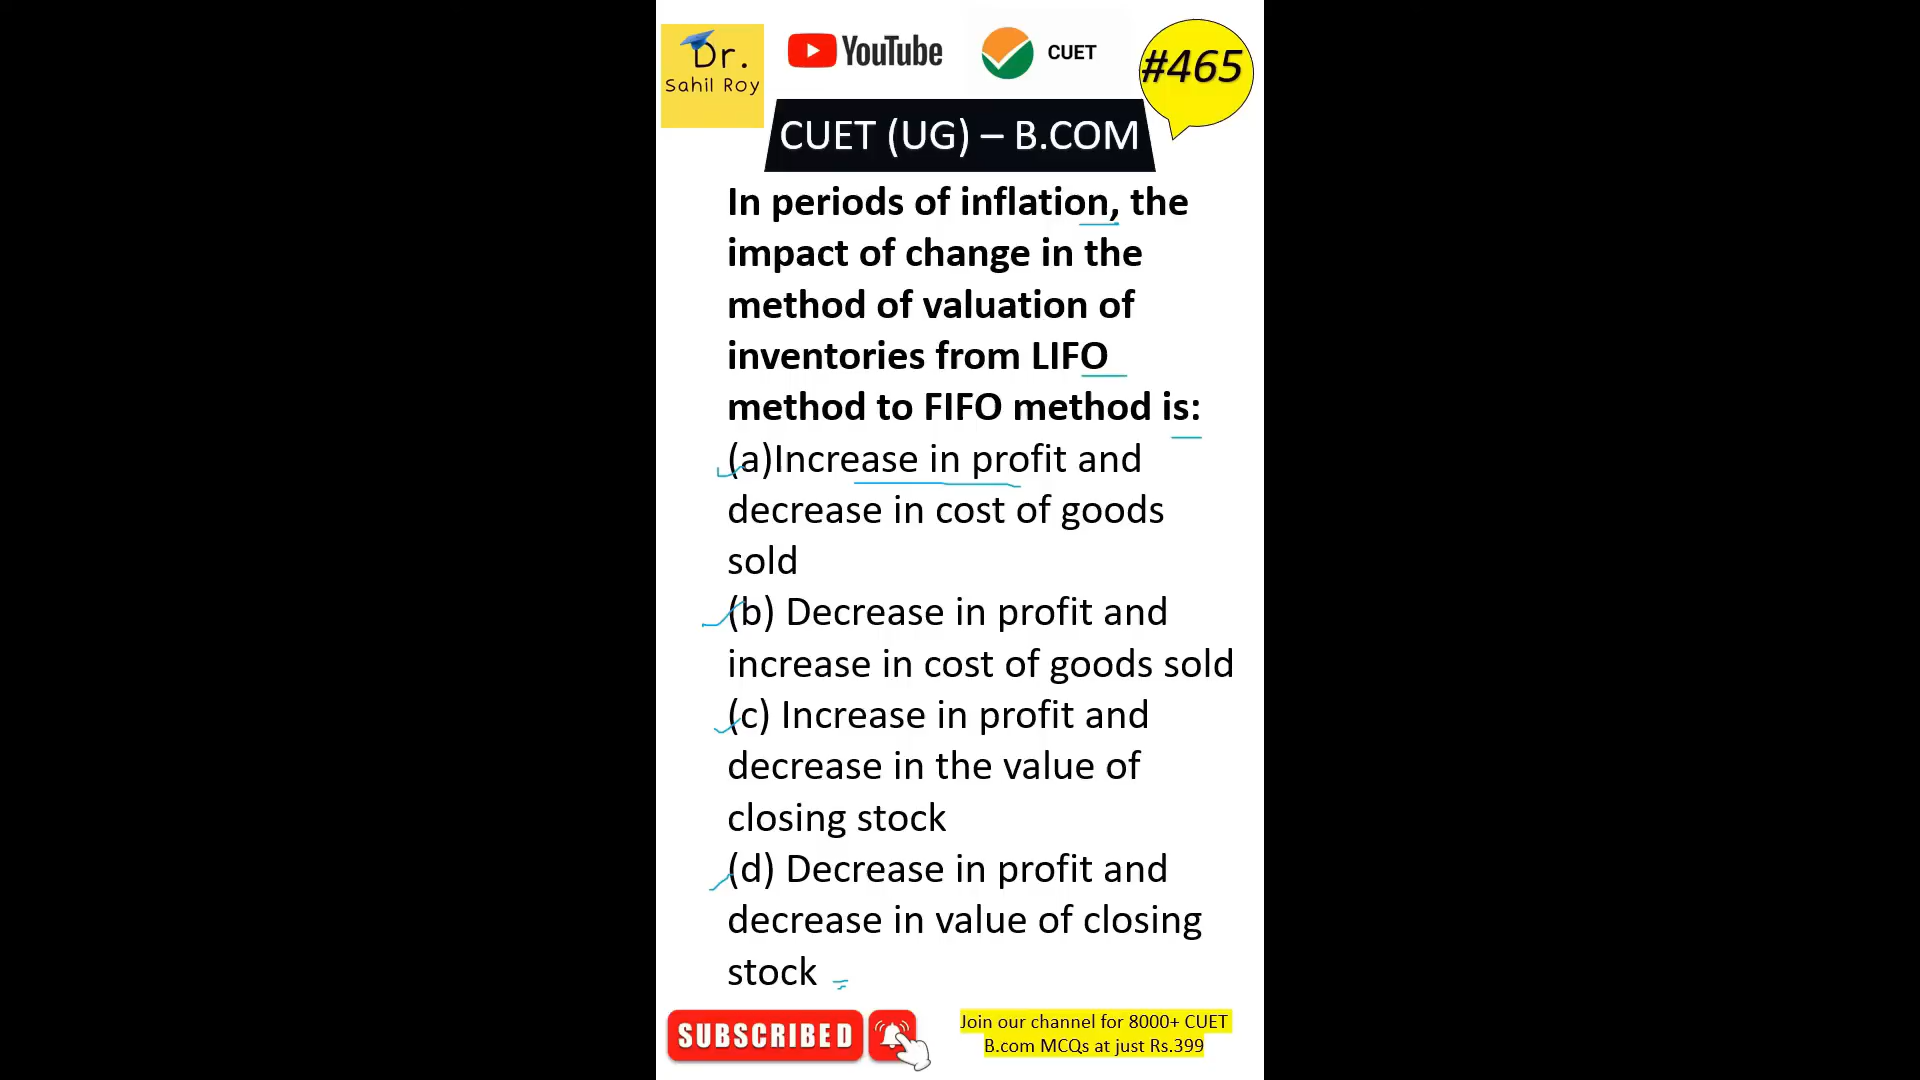 Dr.
Sahil Roy
YouTube
CUET
#465
CUET (UG) – B.COM
In periods of inflation, the
impact of change in the
method of valuation of
inventories from LIFO
method to FIFO method is:
(a)Increase in profit and
decrease in cost of goods
sold
(b) Decrease in profit and
increase in cost of goods sold
(c) Increase in profit and
decrease in the value of
closing stock
(d) Decrease in profit and
decrease in value of closing
stock
SUBSCRIBED
Join our channel for 8000+ CUET
B.com MCQs at just Rs.399